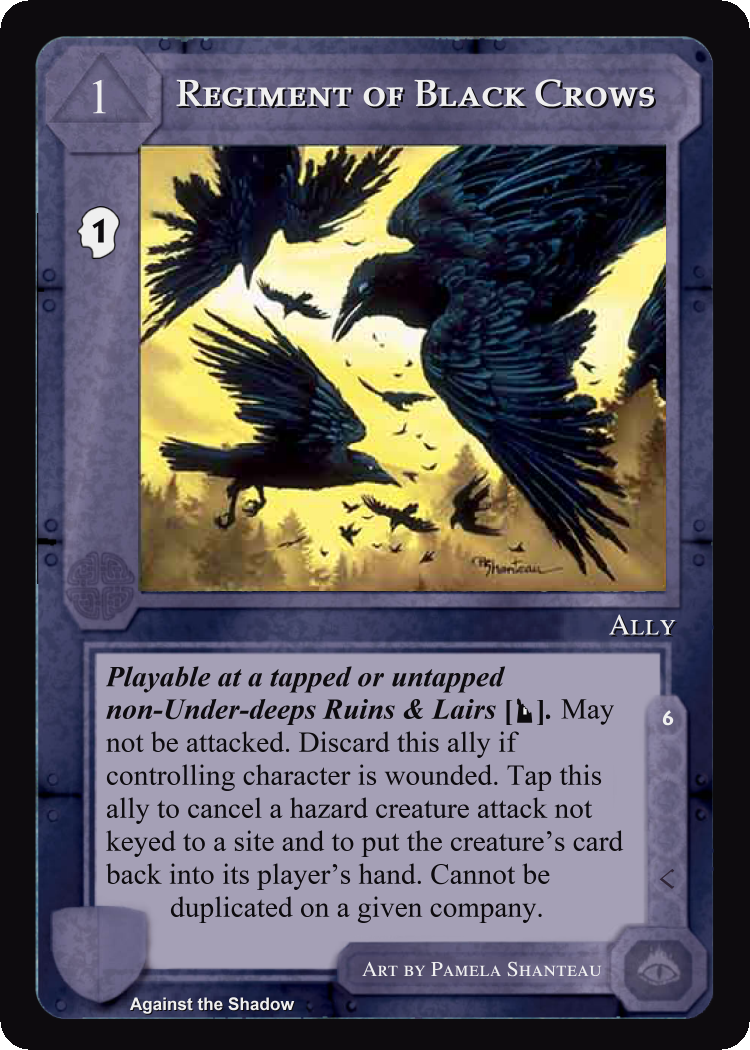 1
Regiment of Black Crows
1
PShanteau
Ally
Playable at a tapped or untapped
non-Under-deeps Ruins & Lairs [ ]. May
not be attacked. Discard this ally if
controlling character is wounded. Tap this
ally to cancel a hazard creature attack not
keyed to a site and to put the creature's card
back into its player's hand. Cannot be
duplicated on a given company.
6
<
Art by Pamela Shanteau
Against the Shadow